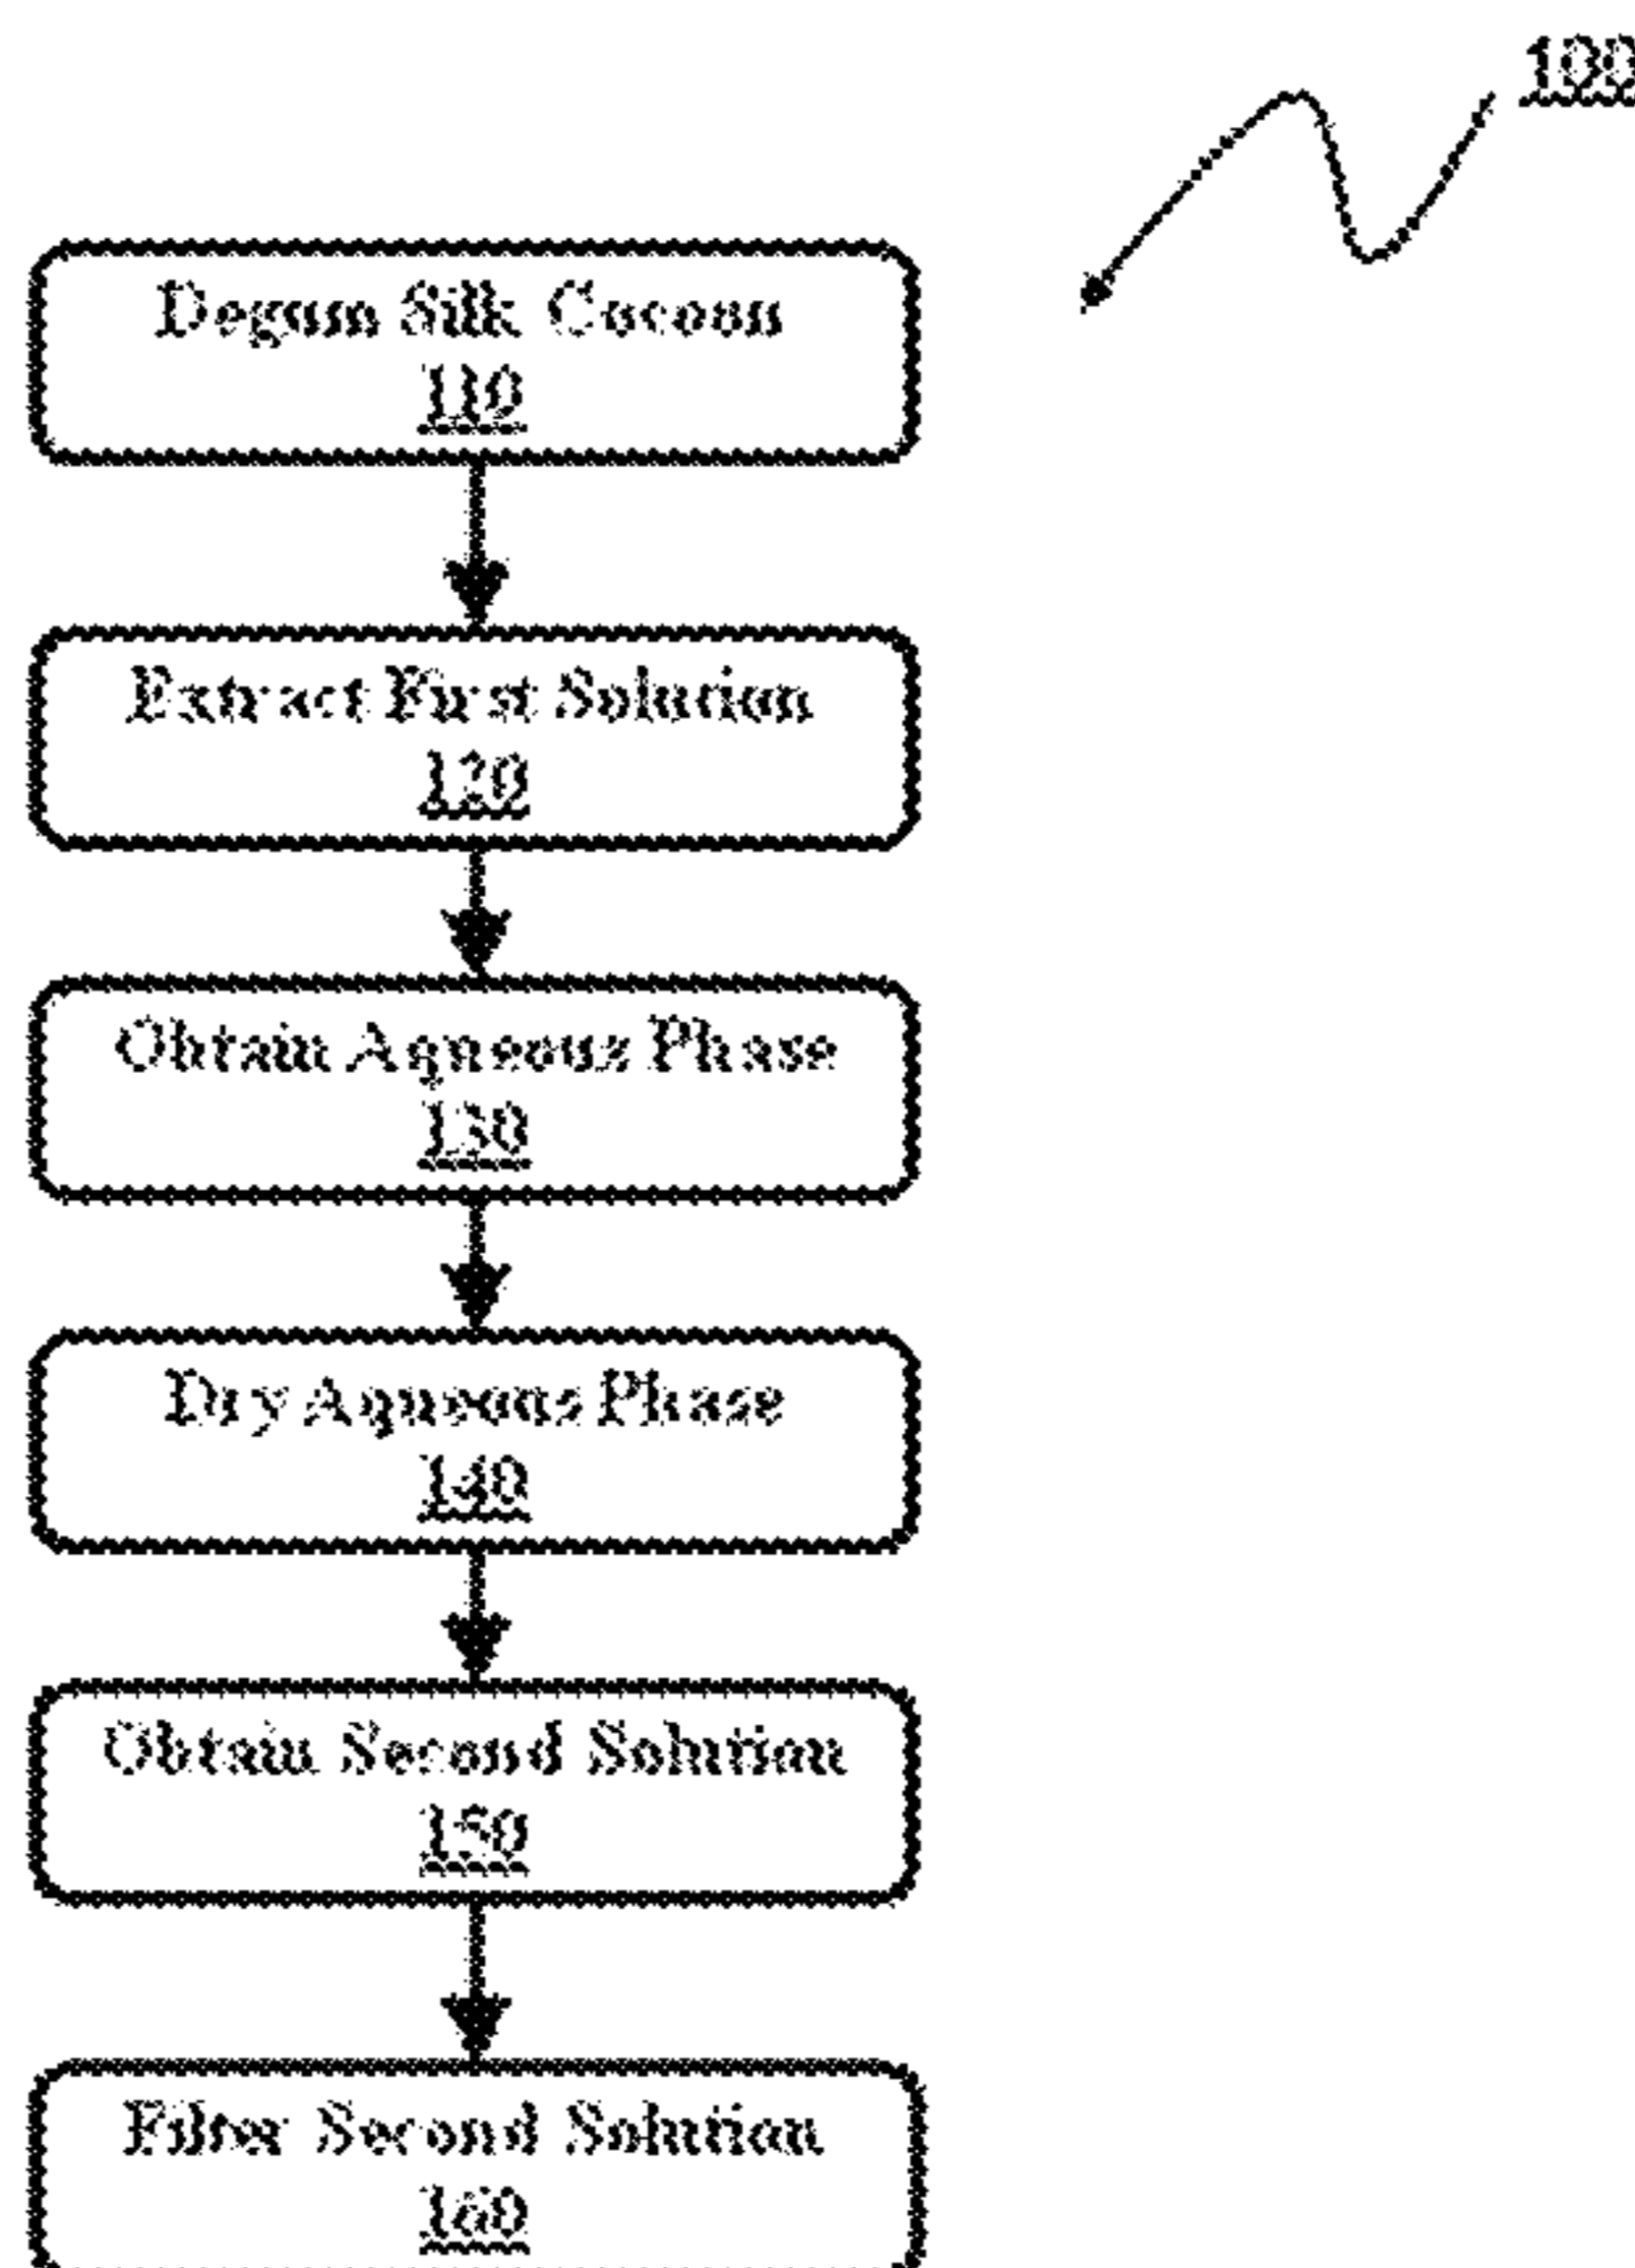 100
Degum Silk Cocoon
110
Extract First Solution
120
Obtain Aqueous Phase
130
Dry Aqueous Phase
140
Obtain Second Solution
150
Filter Second Solution
160